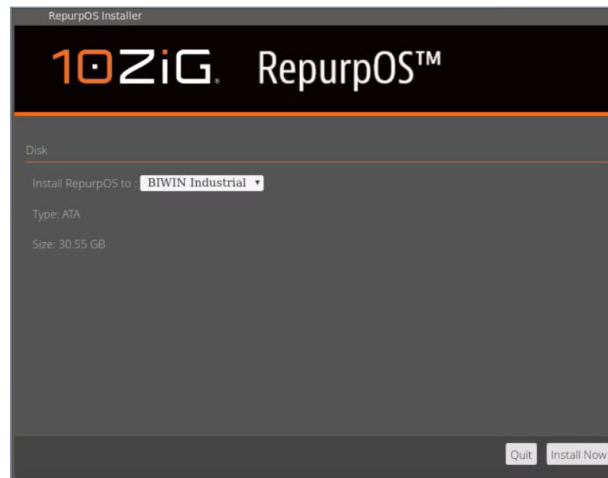 RepurpOS Installer
10ZiG® RepurpOS™
Disk
Install RepurpOS to : BIWIN Industrial
Type: ATA
Size: 30.55 GB
Quit Install Now